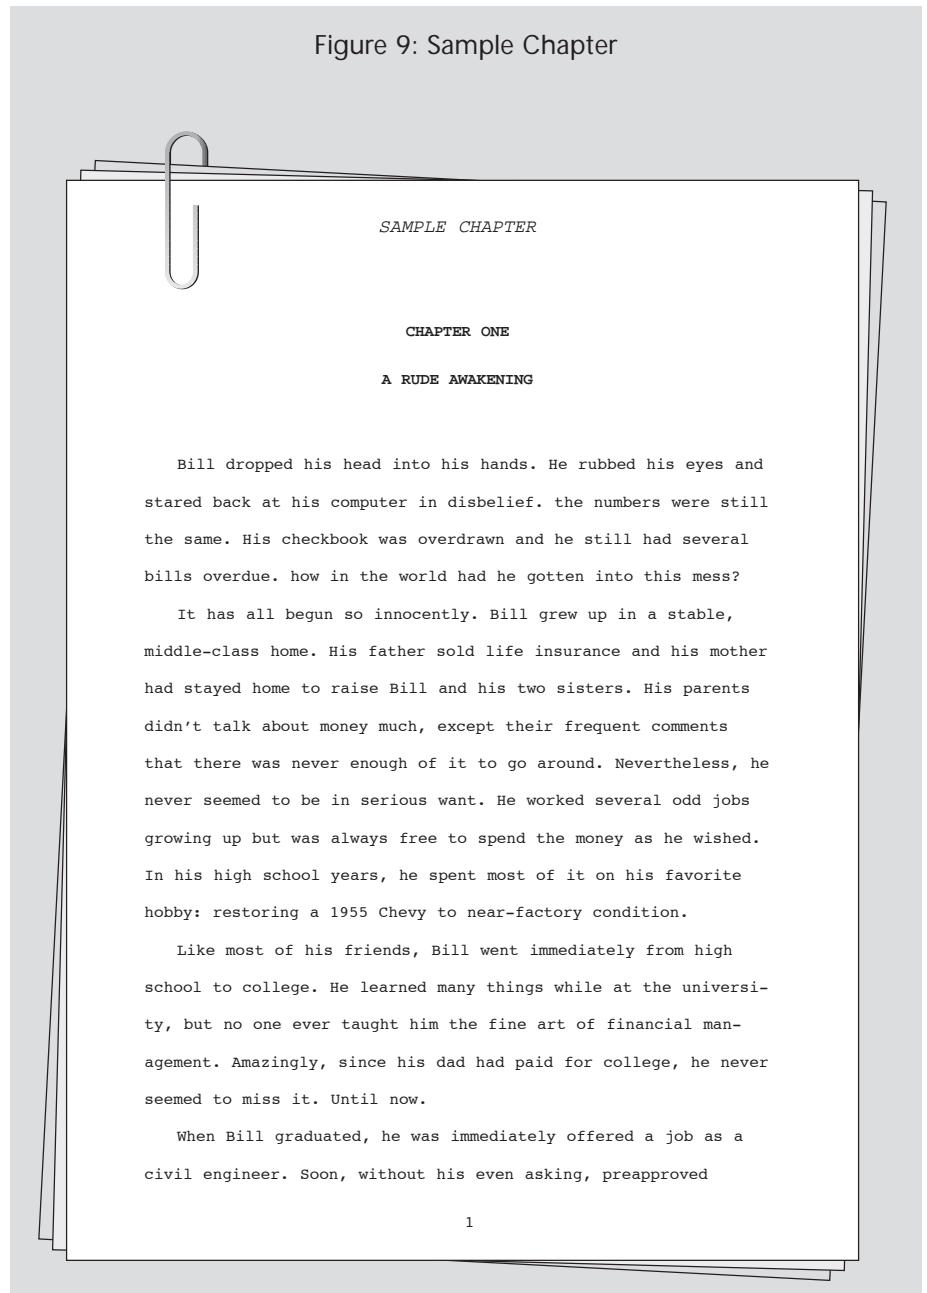 Figure 9: Sample Chapter
SAMPLE CHAPTER
CHAPTER ONE
A RUDE AWAKENING
Bill dropped his head into his hands. He rubbed his eyes and
stared back at his computer in disbelief. the numbers were still
the same. His checkbook was overdrawn and he still had several
bills overdue. how in the world had he gotten into this mess?
It has all begun so innocently. Bill grew up in a stable,
middle-class home. His father sold life insurance and his mother
had stayed home to raise Bill and his two sisters. His parents
didn’t talk about money much, except their frequent comments
that there was never enough of it to go around. Nevertheless, he
never seemed to be in serious want. He worked several odd jobs
growing up but was always free to spend the money as he wished.
In his high school years, he spent most of it on his favorite
hobby: restoring a 1955 Chevy to near-factory condition.
Like most of his friends, Bill went immediately from high
school to college. He learned many things while at the universi-
ty, but no one ever taught him the fine art of financial man-
agement. Amazingly, since his dad had paid for college, he never
seemed to miss it. Until now.
When Bill graduated, he was immediately offered a job as a
civil engineer. Soon, without his even asking, preapproved
1